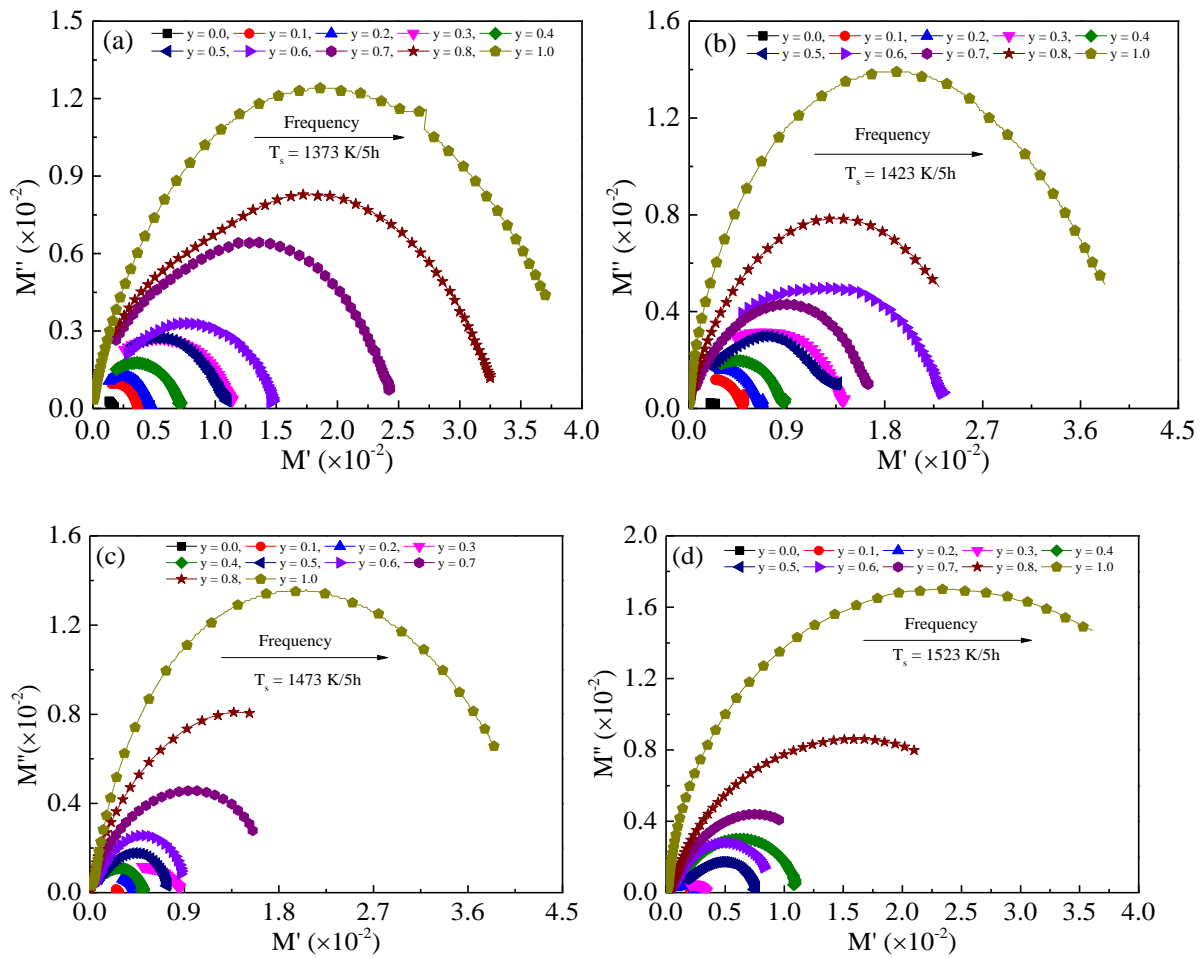 (a)
y = 0.0, y = 0.1, y = 0.2, y = 0.3, y = 0.4
y = 0.5, y = 0.6, y = 0.7, y = 0.8, y = 1.0
1.5
1.2
0.9
0.6
0.3
0.0
M'' (×10⁻²)
Frequency
Tₛ = 1373 K/5h
0.0 0.5 1.0 1.5 2.0 2.5 3.0 3.5 4.0
M' (×10⁻²)
(b)
y = 0.0, y = 0.1, y = 0.2, y = 0.3, y = 0.4
y = 0.5, y = 0.6, y = 0.7, y = 0.8, y = 1.0
1.6
1.2
0.8
0.4
0.0
M'' (×10⁻²)
Frequency
Tₛ = 1423 K/5h
0.0 0.9 1.8 2.7 3.6 4.5
M' (×10⁻²)
(c)
y = 0.0, y = 0.1, y = 0.2, y = 0.3
y = 0.4, y = 0.5, y = 0.6, y = 0.7
y = 0.8, y = 1.0
1.6
1.2
0.8
0.4
0.0
M''(×10⁻²)
Frequency
Tₛ = 1473 K/5h
0.0 0.9 1.8 2.7 3.6 4.5
M' (×10⁻²)
(d)
y = 0.0, y = 0.1, y = 0.2, y = 0.3, y = 0.4
y = 0.5, y = 0.6, y = 0.7, y = 0.8, y = 1.0
2.0
1.6
1.2
0.8
0.4
0.0
M'' (×10⁻²)
Frequency
Tₛ = 1523 K/5h
0.0 0.5 1.0 1.5 2.0 2.5 3.0 3.5 4.0
M' (×10⁻²)